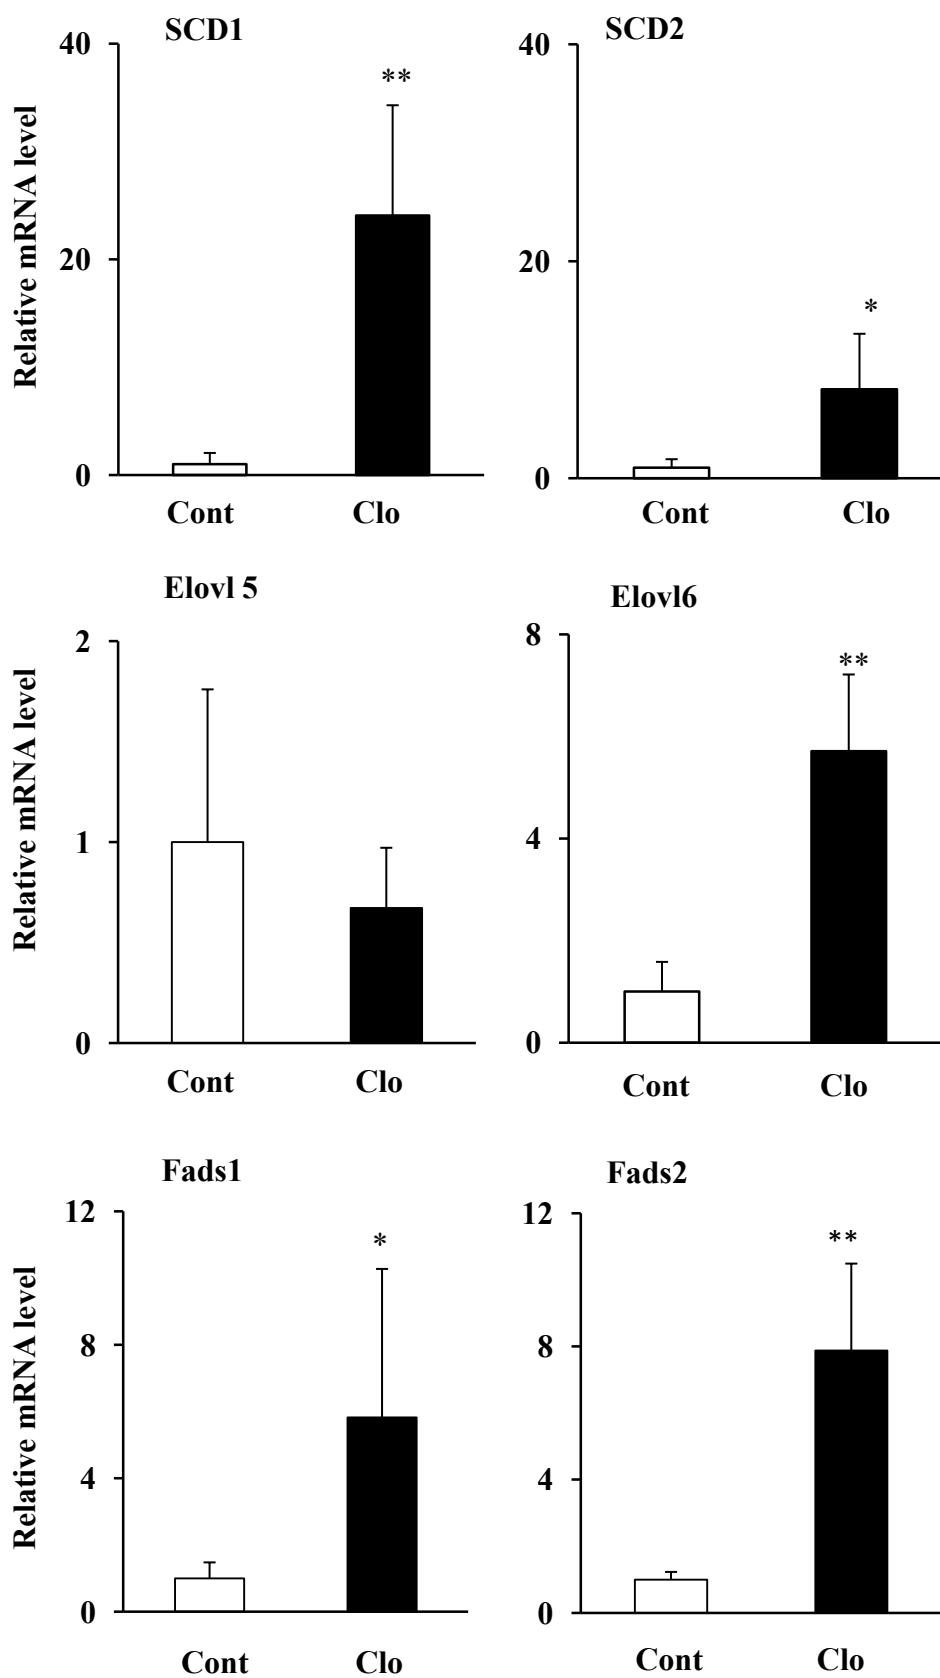 SCD1
SCD2
Relative mRNA level
40
20
0
**
Cont
Clo
40
20
0
*
Cont
Clo
Elovl 5
Elovl6
Relative mRNA level
2
1
0
Cont
Clo
8
4
0
**
Cont
Clo
Fads1
Fads2
Relative mRNA level
12
8
4
0
*
Cont
Clo
12
8
4
0
**
Cont
Clo